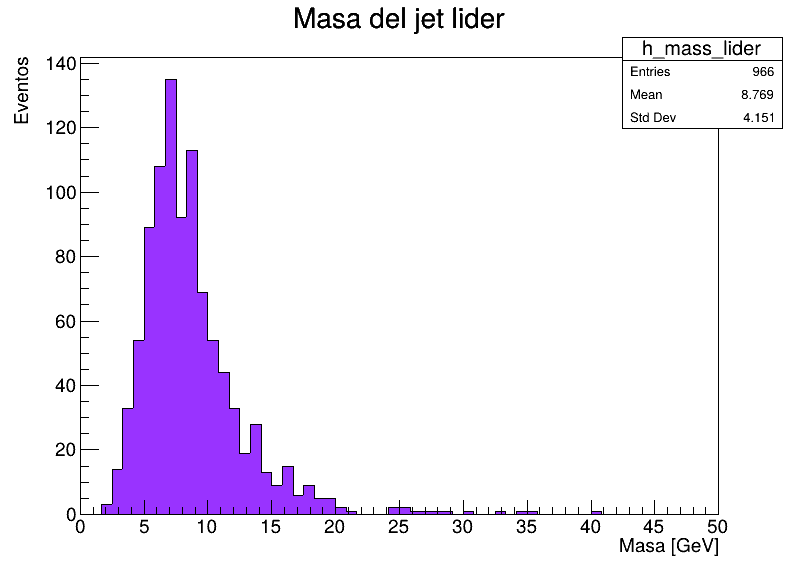 Masa del jet lider
h_mass_lider
Entries 966
Mean 8.769
Std Dev 4.151
Eventos
140
120
100
80
60
40
20
0
0 5 10 15 20 25 30 35 40 45 50
Masa [GeV]